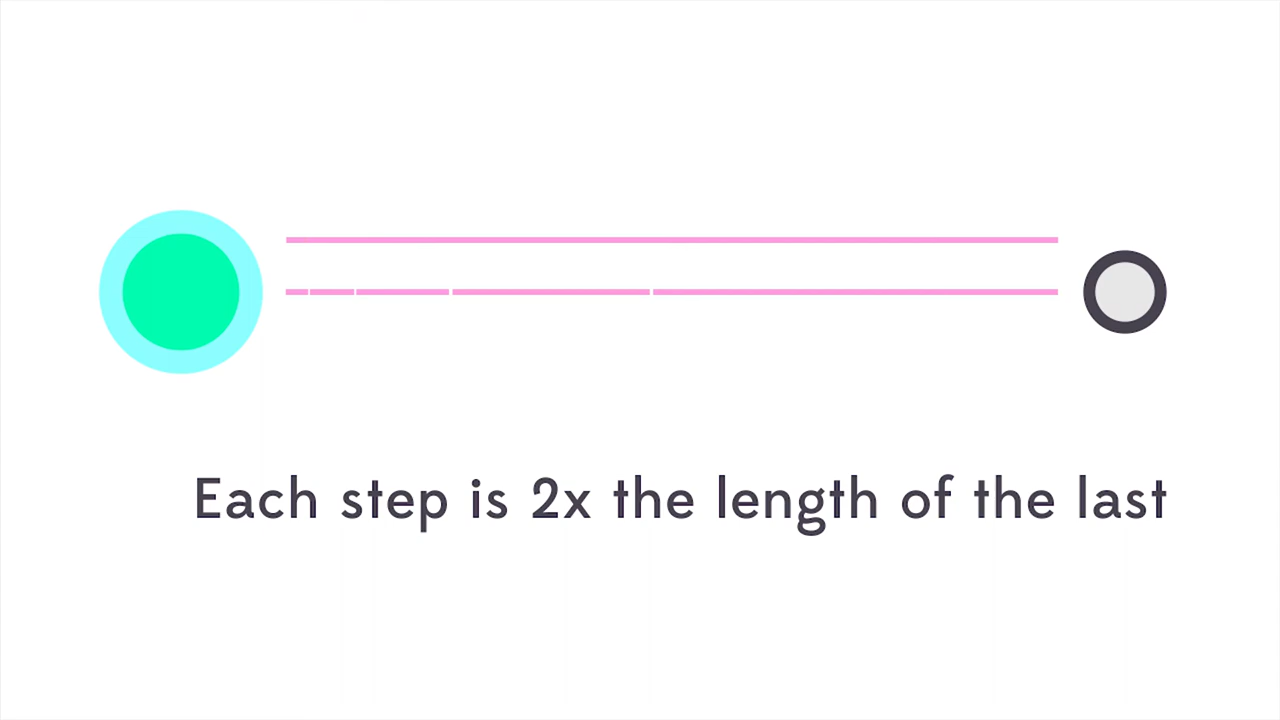 Each step is 2x the length of the last